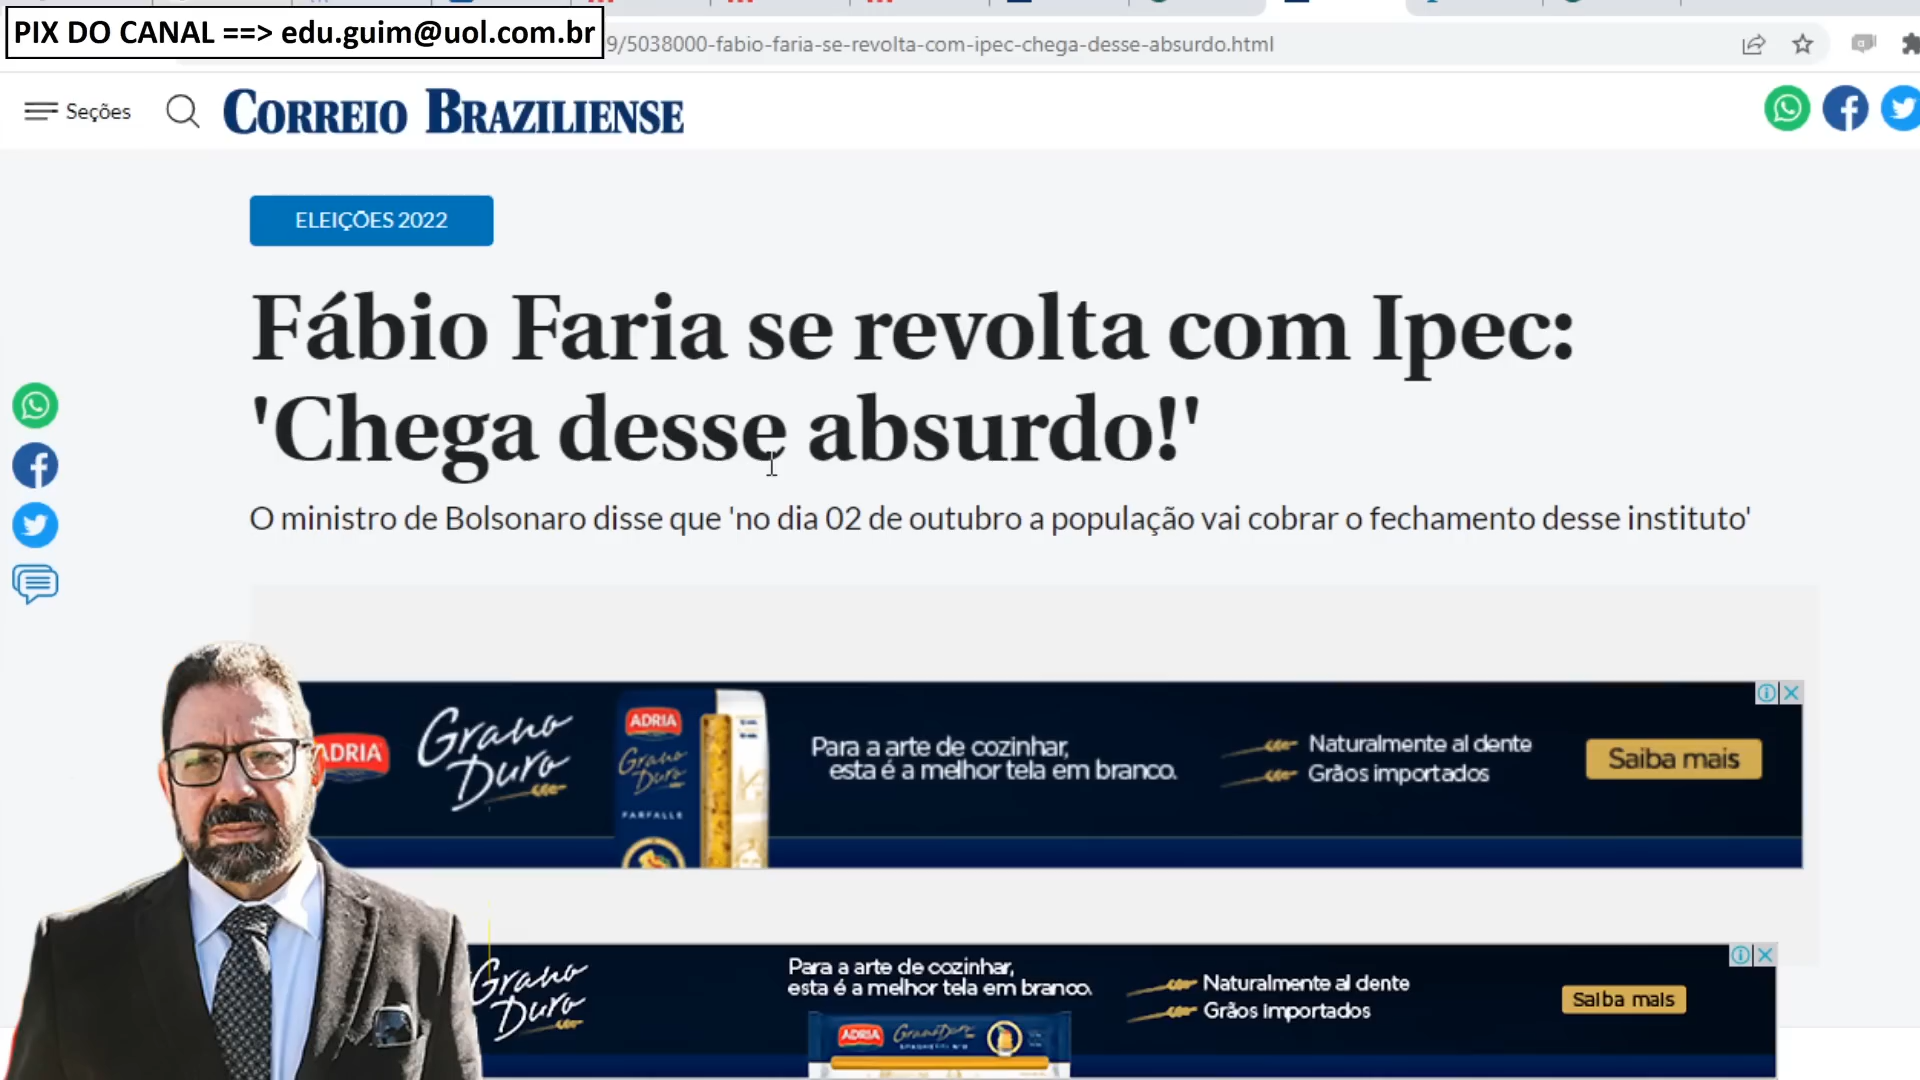 PIX DO CANAL ==> edu.guim@uol.com.br
9/5038000-fabio-faria-se-revolta-com-ipec-chega-desse-absurdo.html
Seções
CORREIO BRAZILIENSE
ELEIÇÕES 2022
Fábio Faria se revolta com Ipec:
'Chega desse absurdo!'
O ministro de Bolsonaro disse que 'no dia 02 de outubro a população vai cobrar o fechamento desse instituto'
ADRIA
Grano
Duro
ADRIA
Grano
Duro
FARFALLE
Para a arte de cozinhar,
esta é a melhor tela em branco.
Naturalmente al dente
Grãos importados
Saiba mais
Grano
Duro
Para a arte de cozinhar,
esta é a melhor tela em branco.
ADRIA
Grano Duro
Naturalmente al dente
Grãos importados
Saiba mais